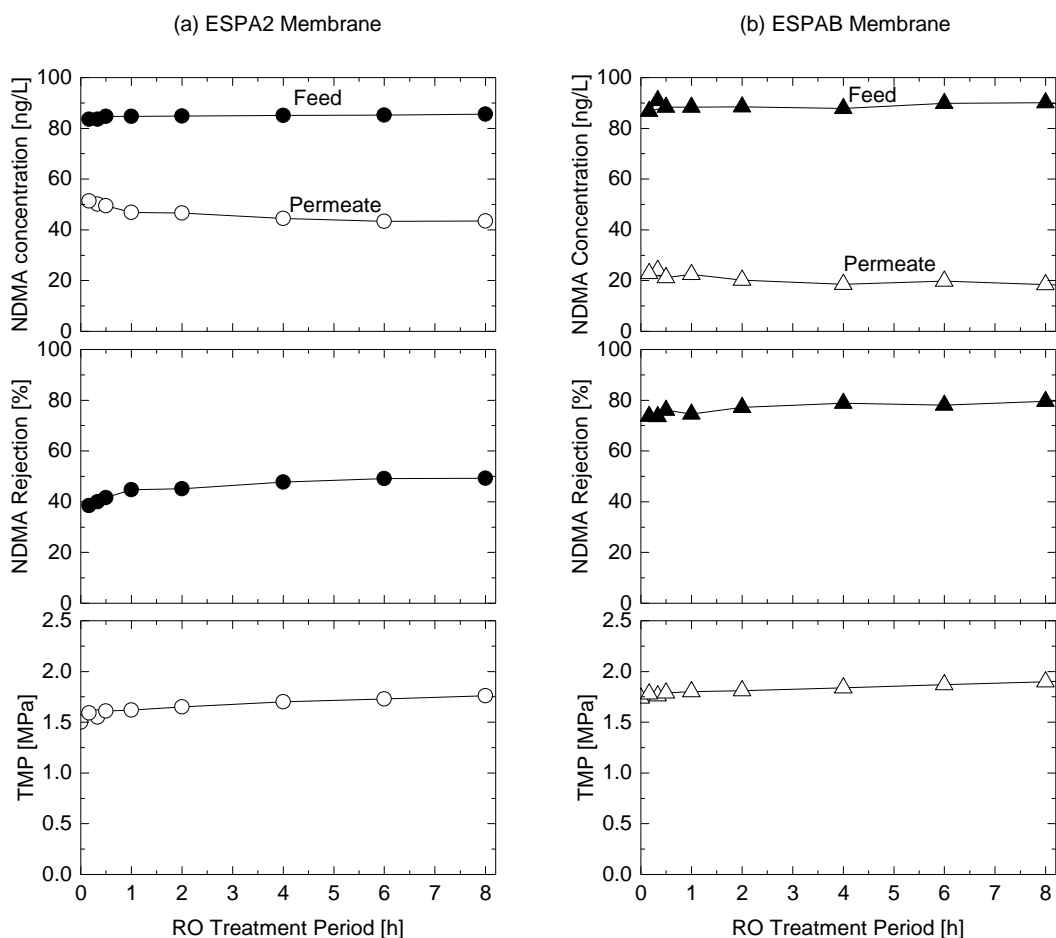 (a) ESPA2 Membrane
(b) ESPAB Membrane
NDMA concentration [ng/L]
100
80
60
40
20
0
Feed
Permeate
NDMA Concentration [ng/L]
100
80
60
40
20
0
Feed
Permeate
NDMA Rejection [%]
100
80
60
40
20
0
NDMA Rejection [%]
100
80
60
40
20
0
TMP [MPa]
2.5
2.0
1.5
1.0
0.5
0.0
0 1 2 3 4 5 6 7 8
RO Treatment Period [h]
TMP [MPa]
2.5
2.0
1.5
1.0
0.5
0.0
0 1 2 3 4 5 6 7 8
RO Treatment Period [h]